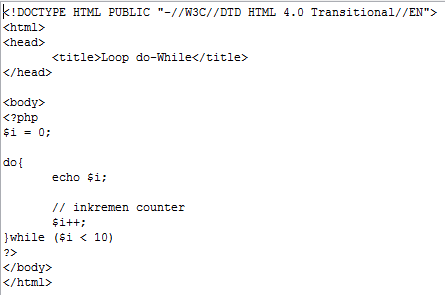 <!DOCTYPE HTML PUBLIC "-//W3C//DTD HTML 4.0 Transitional//EN">
<html>
<head>
        <title>Loop do-While</title>
</head>

<body>
<?php
$i = 0;

do{
        echo $i;

        // inkremen counter
        $i++;
}while ($i < 10)
?>
</body>
</html>